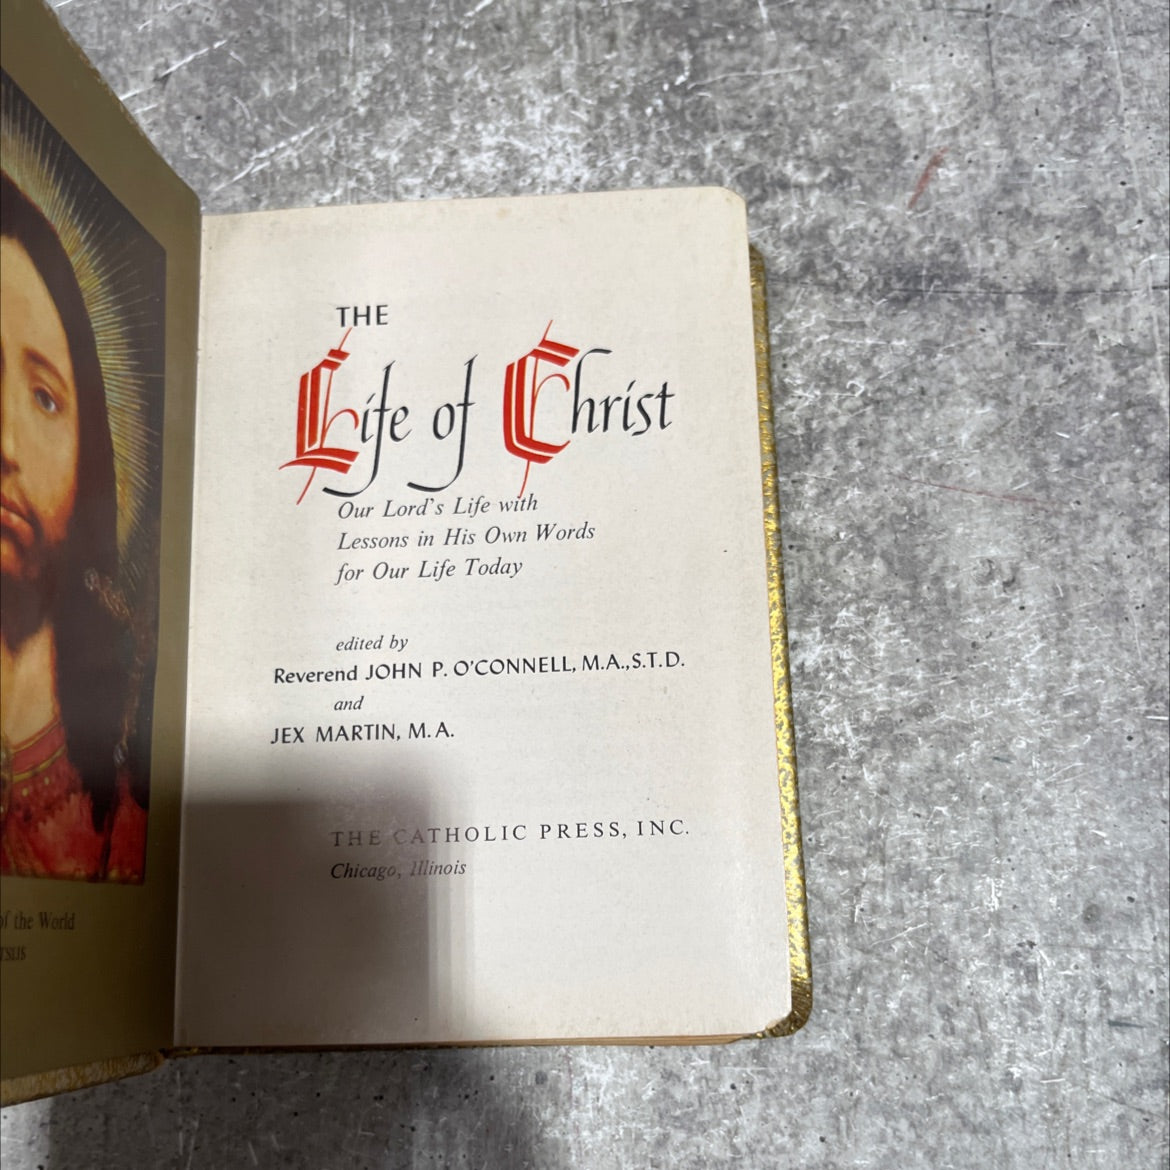 of the World
THE
Life of Christ
Our Lord's Life with
Lessons in His Own Words
for Our Life Today
edited by
Reverend JOHN P. O'CONNELL, M.A., S.T.D.
and
JEX MARTIN, M.A.
THE CATHOLIC PRESS, INC.
Chicago, Illinois